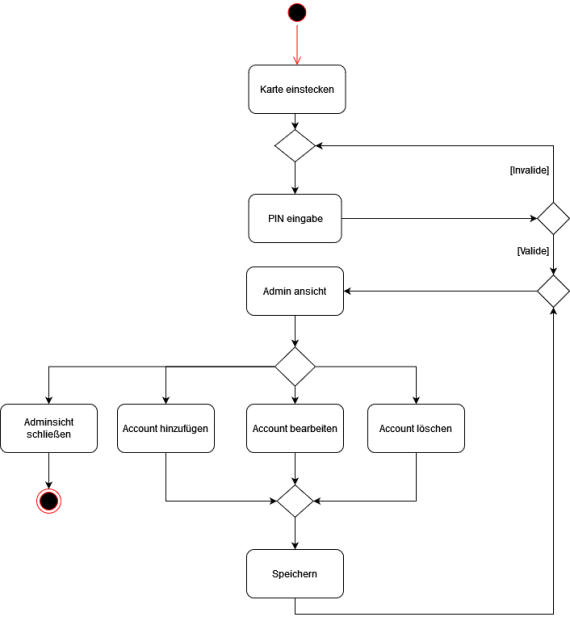 Karte einstecken
[Invalide]
PIN eingabe
[Valide]
Admin ansicht
Adminsicht
schließen
Account hinzufügen
Account bearbeiten
Account löschen
Speichern